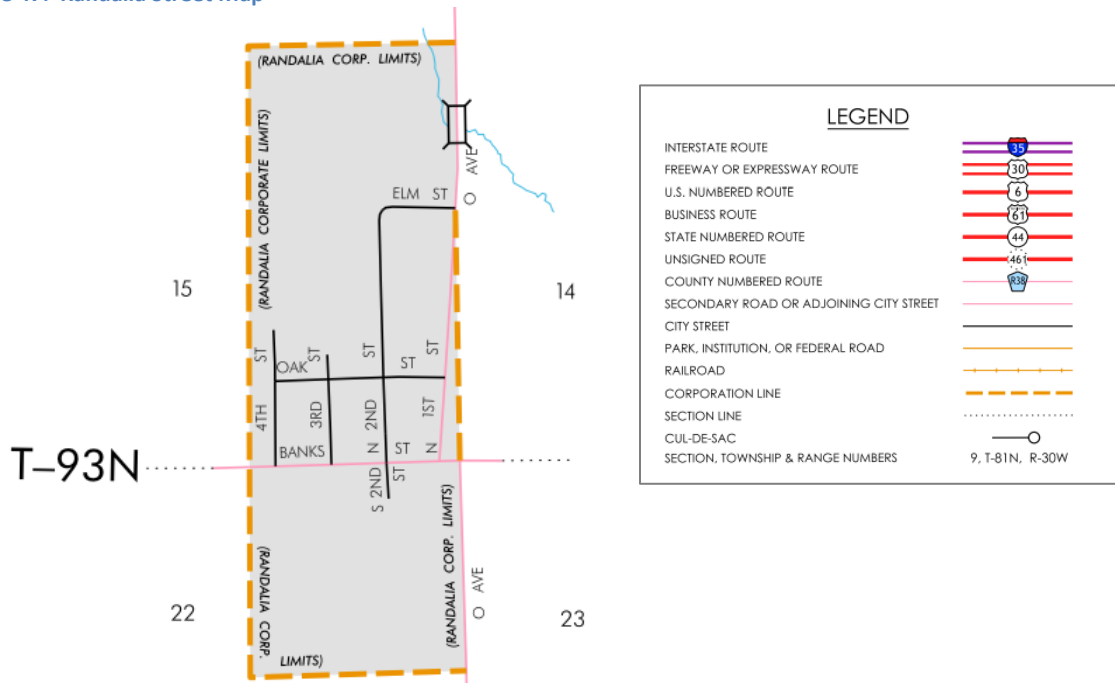 Randalia Street Map
(RANDALIA CORP. LIMITS)
(RANDALIA CORPORATE LIMITS)
O AVE
ELM ST
15
14
4TH ST
OAK ST
3RD ST
N 2ND ST
N 1ST ST
BANKS ST
T–93N
S 2ND ST
(RANDALIA CORP. LIMITS)
O AVE
22
23
(RANDALIA CORP.
LIMITS)
LEGEND
INTERSTATE ROUTE 35
FREEWAY OR EXPRESSWAY ROUTE 30
U.S. NUMBERED ROUTE 6
BUSINESS ROUTE 61
STATE NUMBERED ROUTE 44
UNSIGNED ROUTE 461
COUNTY NUMBERED ROUTE R38
SECONDARY ROAD OR ADJOINING CITY STREET
CITY STREET
PARK, INSTITUTION, OR FEDERAL ROAD
RAILROAD
CORPORATION LINE
SECTION LINE
CUL-DE-SAC
SECTION, TOWNSHIP & RANGE NUMBERS 9, T-81N, R-30W